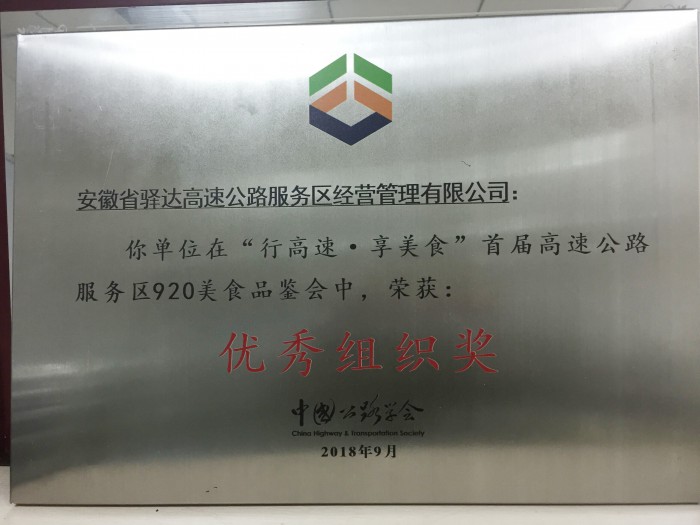 安徽省驿达高速公路服务区经营管理有限公司：
你单位在“行高速·享美食”首届高速公路
服务区920美食品鉴会中，荣获：
优秀组织奖
中国公路学会
China Highway & Transportation Society
2018年9月